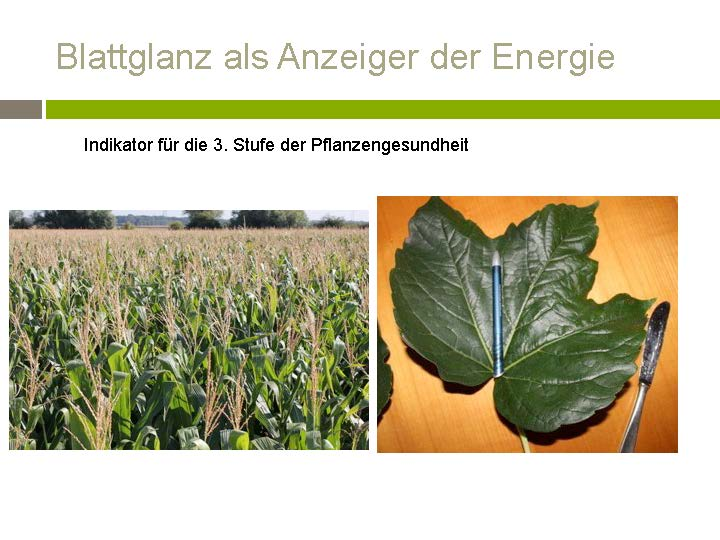 Blattglanz als Anzeiger der Energie
Indikator für die 3. Stufe der Pflanzengesundheit